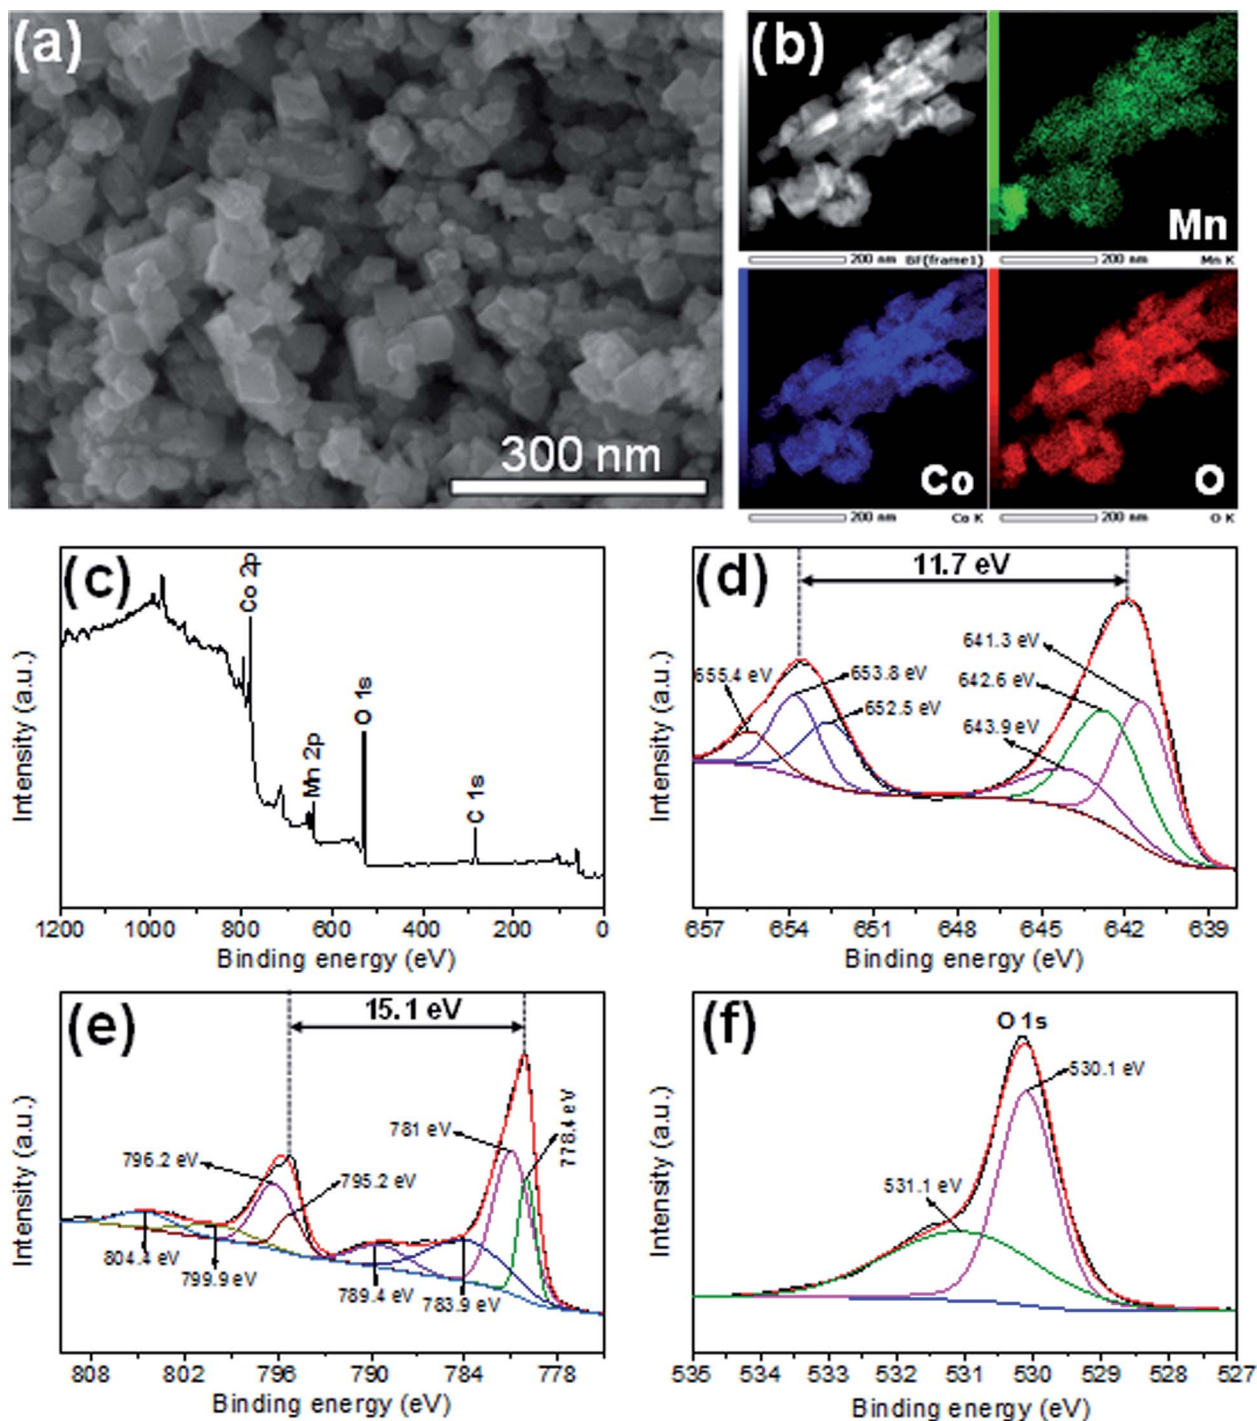 (a)
300 nm
(b)
Mn
200 nm BF(frame1)
200 nm Mn K
Co
O
200 nm Co K
200 nm O K
(c)
Co 2p
Mn 2p
O 1s
C 1s
Intensity (a.u.)
1200 1000 800 600 400 200 0
Binding energy (eV)
(d)
11.7 eV
655.4 eV
653.8 eV
652.5 eV
641.3 eV
642.6 eV
643.9 eV
Intensity (a.u.)
657 654 651 648 645 642 639
Binding energy (eV)
(e)
15.1 eV
796.2 eV
795.2 eV
781 eV
778.4 eV
804.4 eV
799.9 eV
789.4 eV
783.9 eV
Intensity (a.u.)
808 802 796 790 784 778
Binding energy (eV)
(f)
O 1s
530.1 eV
531.1 eV
Intensity (a.u.)
535 534 533 532 531 530 529 528 527
Binding energy (eV)